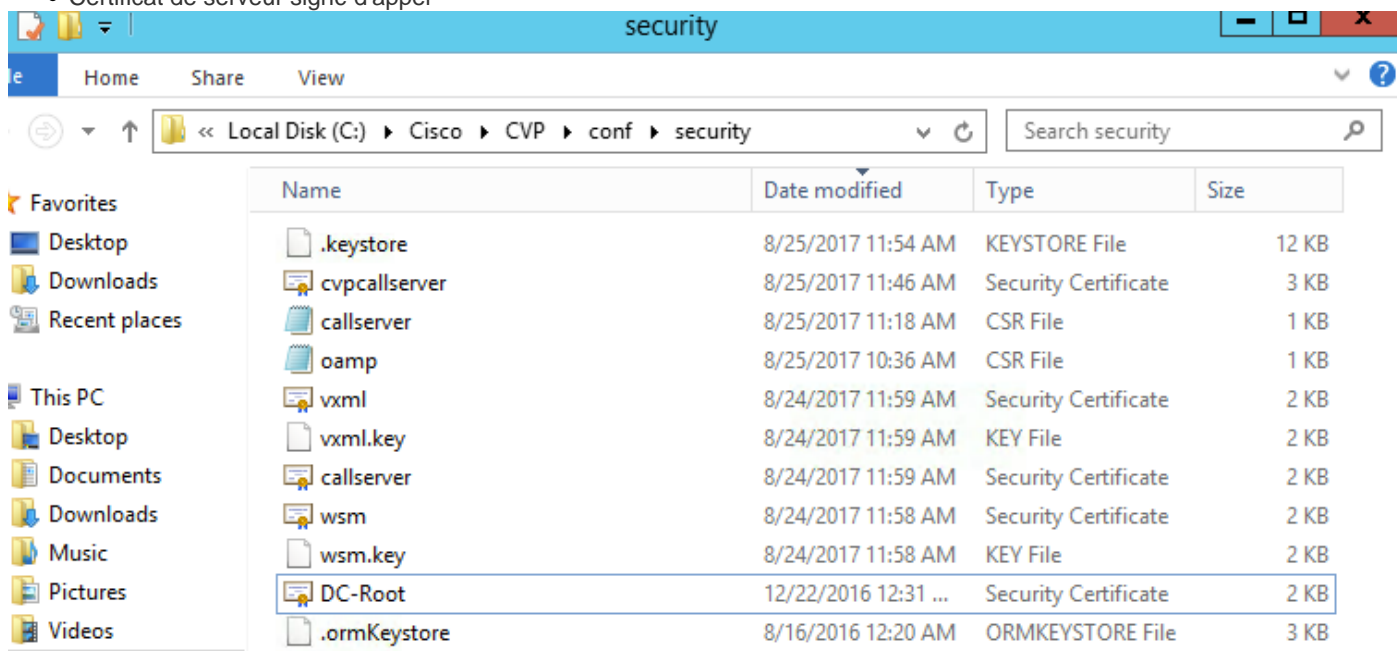 • Certificat de serveur signé d'appel
security
le Home Share View
« Local Disk (C:) ▸ Cisco ▸ CVP ▸ conf ▸ security Search security
Name Date modified Type Size
Favorites
Desktop
Downloads
Recent places
This PC
Desktop
Documents
Downloads
Music
Pictures
Videos
.keystore 8/25/2017 11:54 AM KEYSTORE File 12 KB
cvpcallserver 8/25/2017 11:46 AM Security Certificate 3 KB
callserver 8/25/2017 11:18 AM CSR File 1 KB
oamp 8/25/2017 10:36 AM CSR File 1 KB
vxml 8/24/2017 11:59 AM Security Certificate 2 KB
vxml.key 8/24/2017 11:59 AM KEY File 2 KB
callserver 8/24/2017 11:59 AM Security Certificate 2 KB
wsm 8/24/2017 11:58 AM Security Certificate 2 KB
wsm.key 8/24/2017 11:58 AM KEY File 2 KB
DC-Root 12/22/2016 12:31 ... Security Certificate 2 KB
.ormKeystore 8/16/2016 12:20 AM ORMKEYSTORE File 3 KB